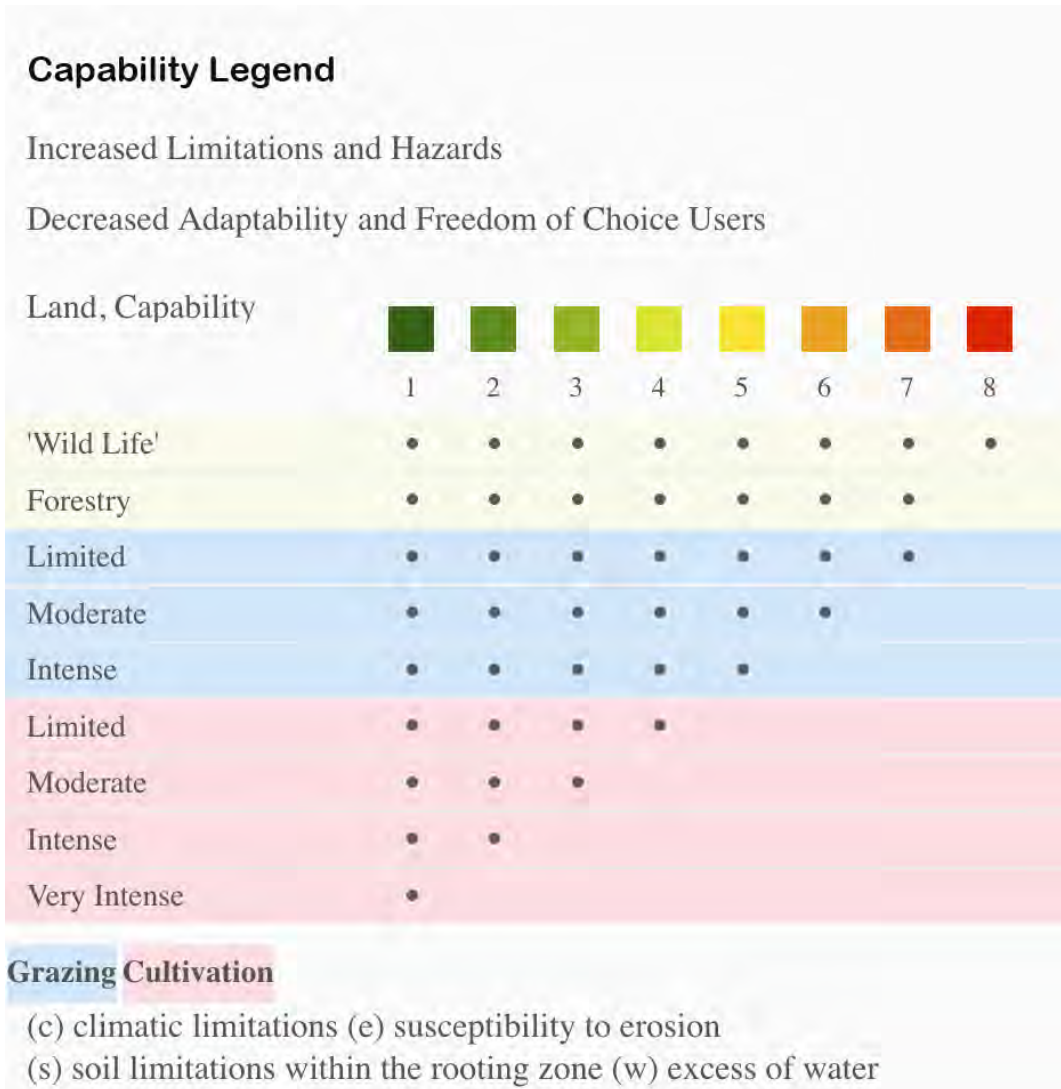 Capability Legend
Increased Limitations and Hazards
Decreased Adaptability and Freedom of Choice Users
Land, Capability
1 2 3 4 5 6 7 8
'Wild Life' • • • • • • • •
Forestry • • • • • • •
Limited • • • • • • •
Moderate • • • • • •
Intense • • • • •
Limited • • • •
Moderate • • •
Intense • •
Very Intense •
Grazing Cultivation
(c) climatic limitations (e) susceptibility to erosion
(s) soil limitations within the rooting zone (w) excess of water